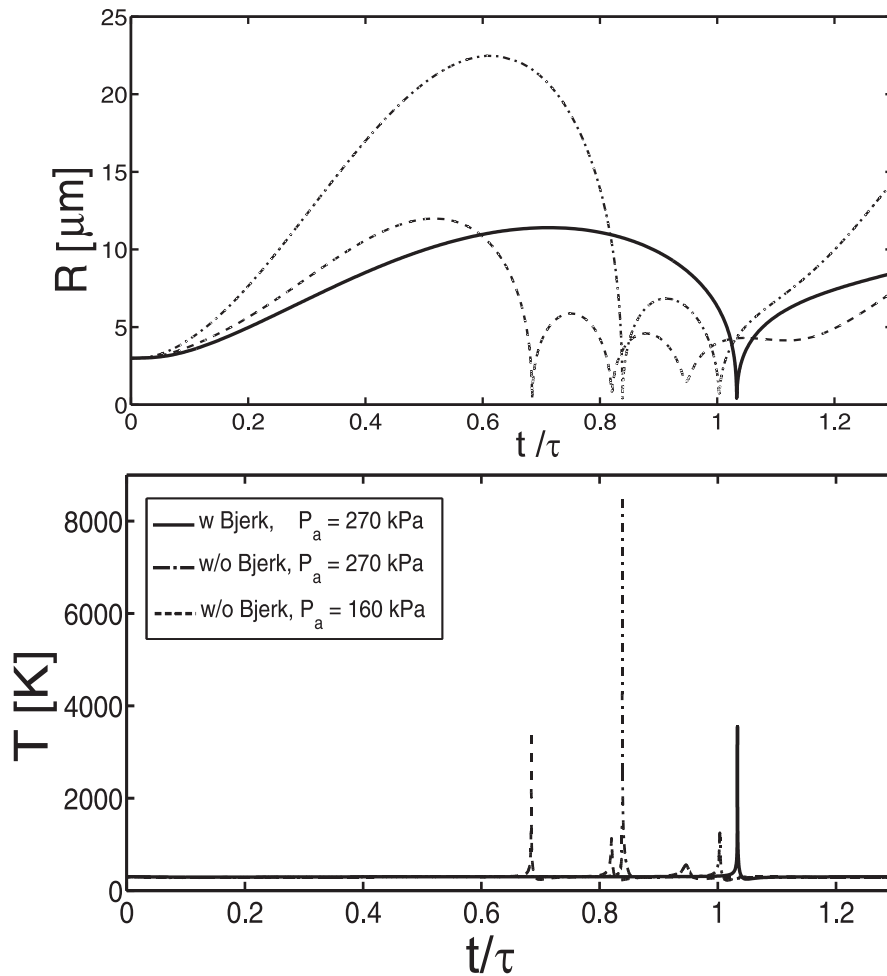 25
20
15
10
5
0
R [μm]
0 0.2 0.4 0.6 0.8 1 1.2
t/τ
8000
6000
4000
2000
0
T [K]
w Bjerk, P_a = 270 kPa
w/o Bjerk, P_a = 270 kPa
w/o Bjerk, P_a = 160 kPa
0 0.2 0.4 0.6 0.8 1 1.2
t/τ